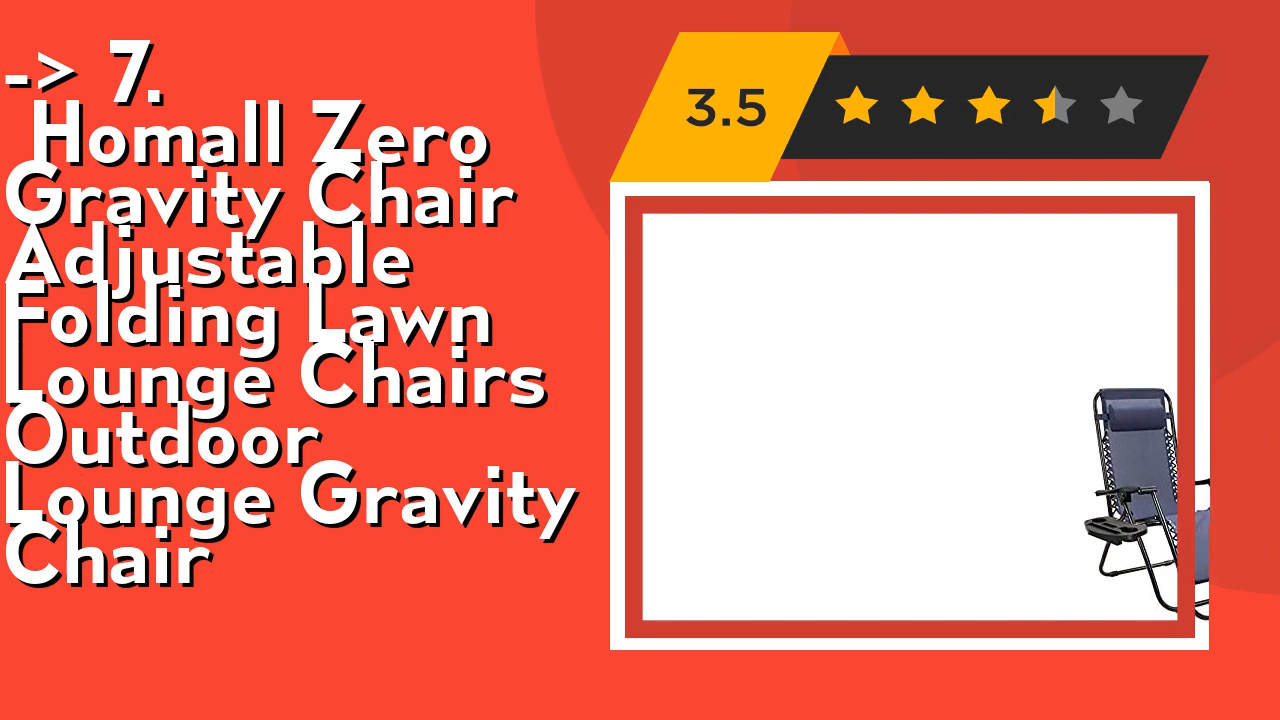 -> 7.
Homall Zero
Gravity Chair
Adjustable
Folding Lawn
Lounge Chairs
Outdoor
Lounge Gravity
Chair
3.5